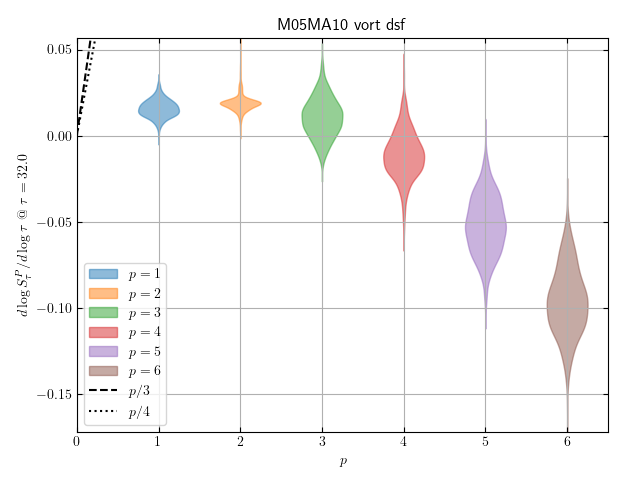 M05MA10 vort dsf
d log S_τ^P / d log τ @ τ = 32.0
0.05
0.00
−0.05
−0.10
−0.15
p = 1
p = 2
p = 3
p = 4
p = 5
p = 6
p/3
p/4
0 1 2 3 4 5 6
p